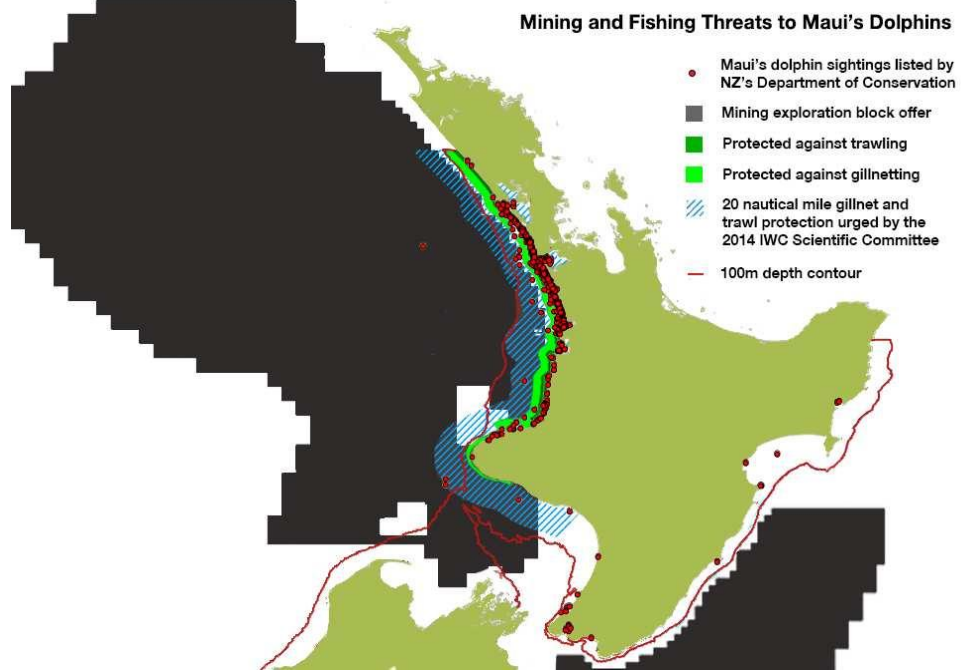 Mining and Fishing Threats to Maui's Dolphins
Maui's dolphin sightings listed by
NZ's Department of Conservation
Mining exploration block offer
Protected against trawling
Protected against gillnetting
20 nautical mile gillnet and
trawl protection urged by the
2014 IWC Scientific Committee
100m depth contour